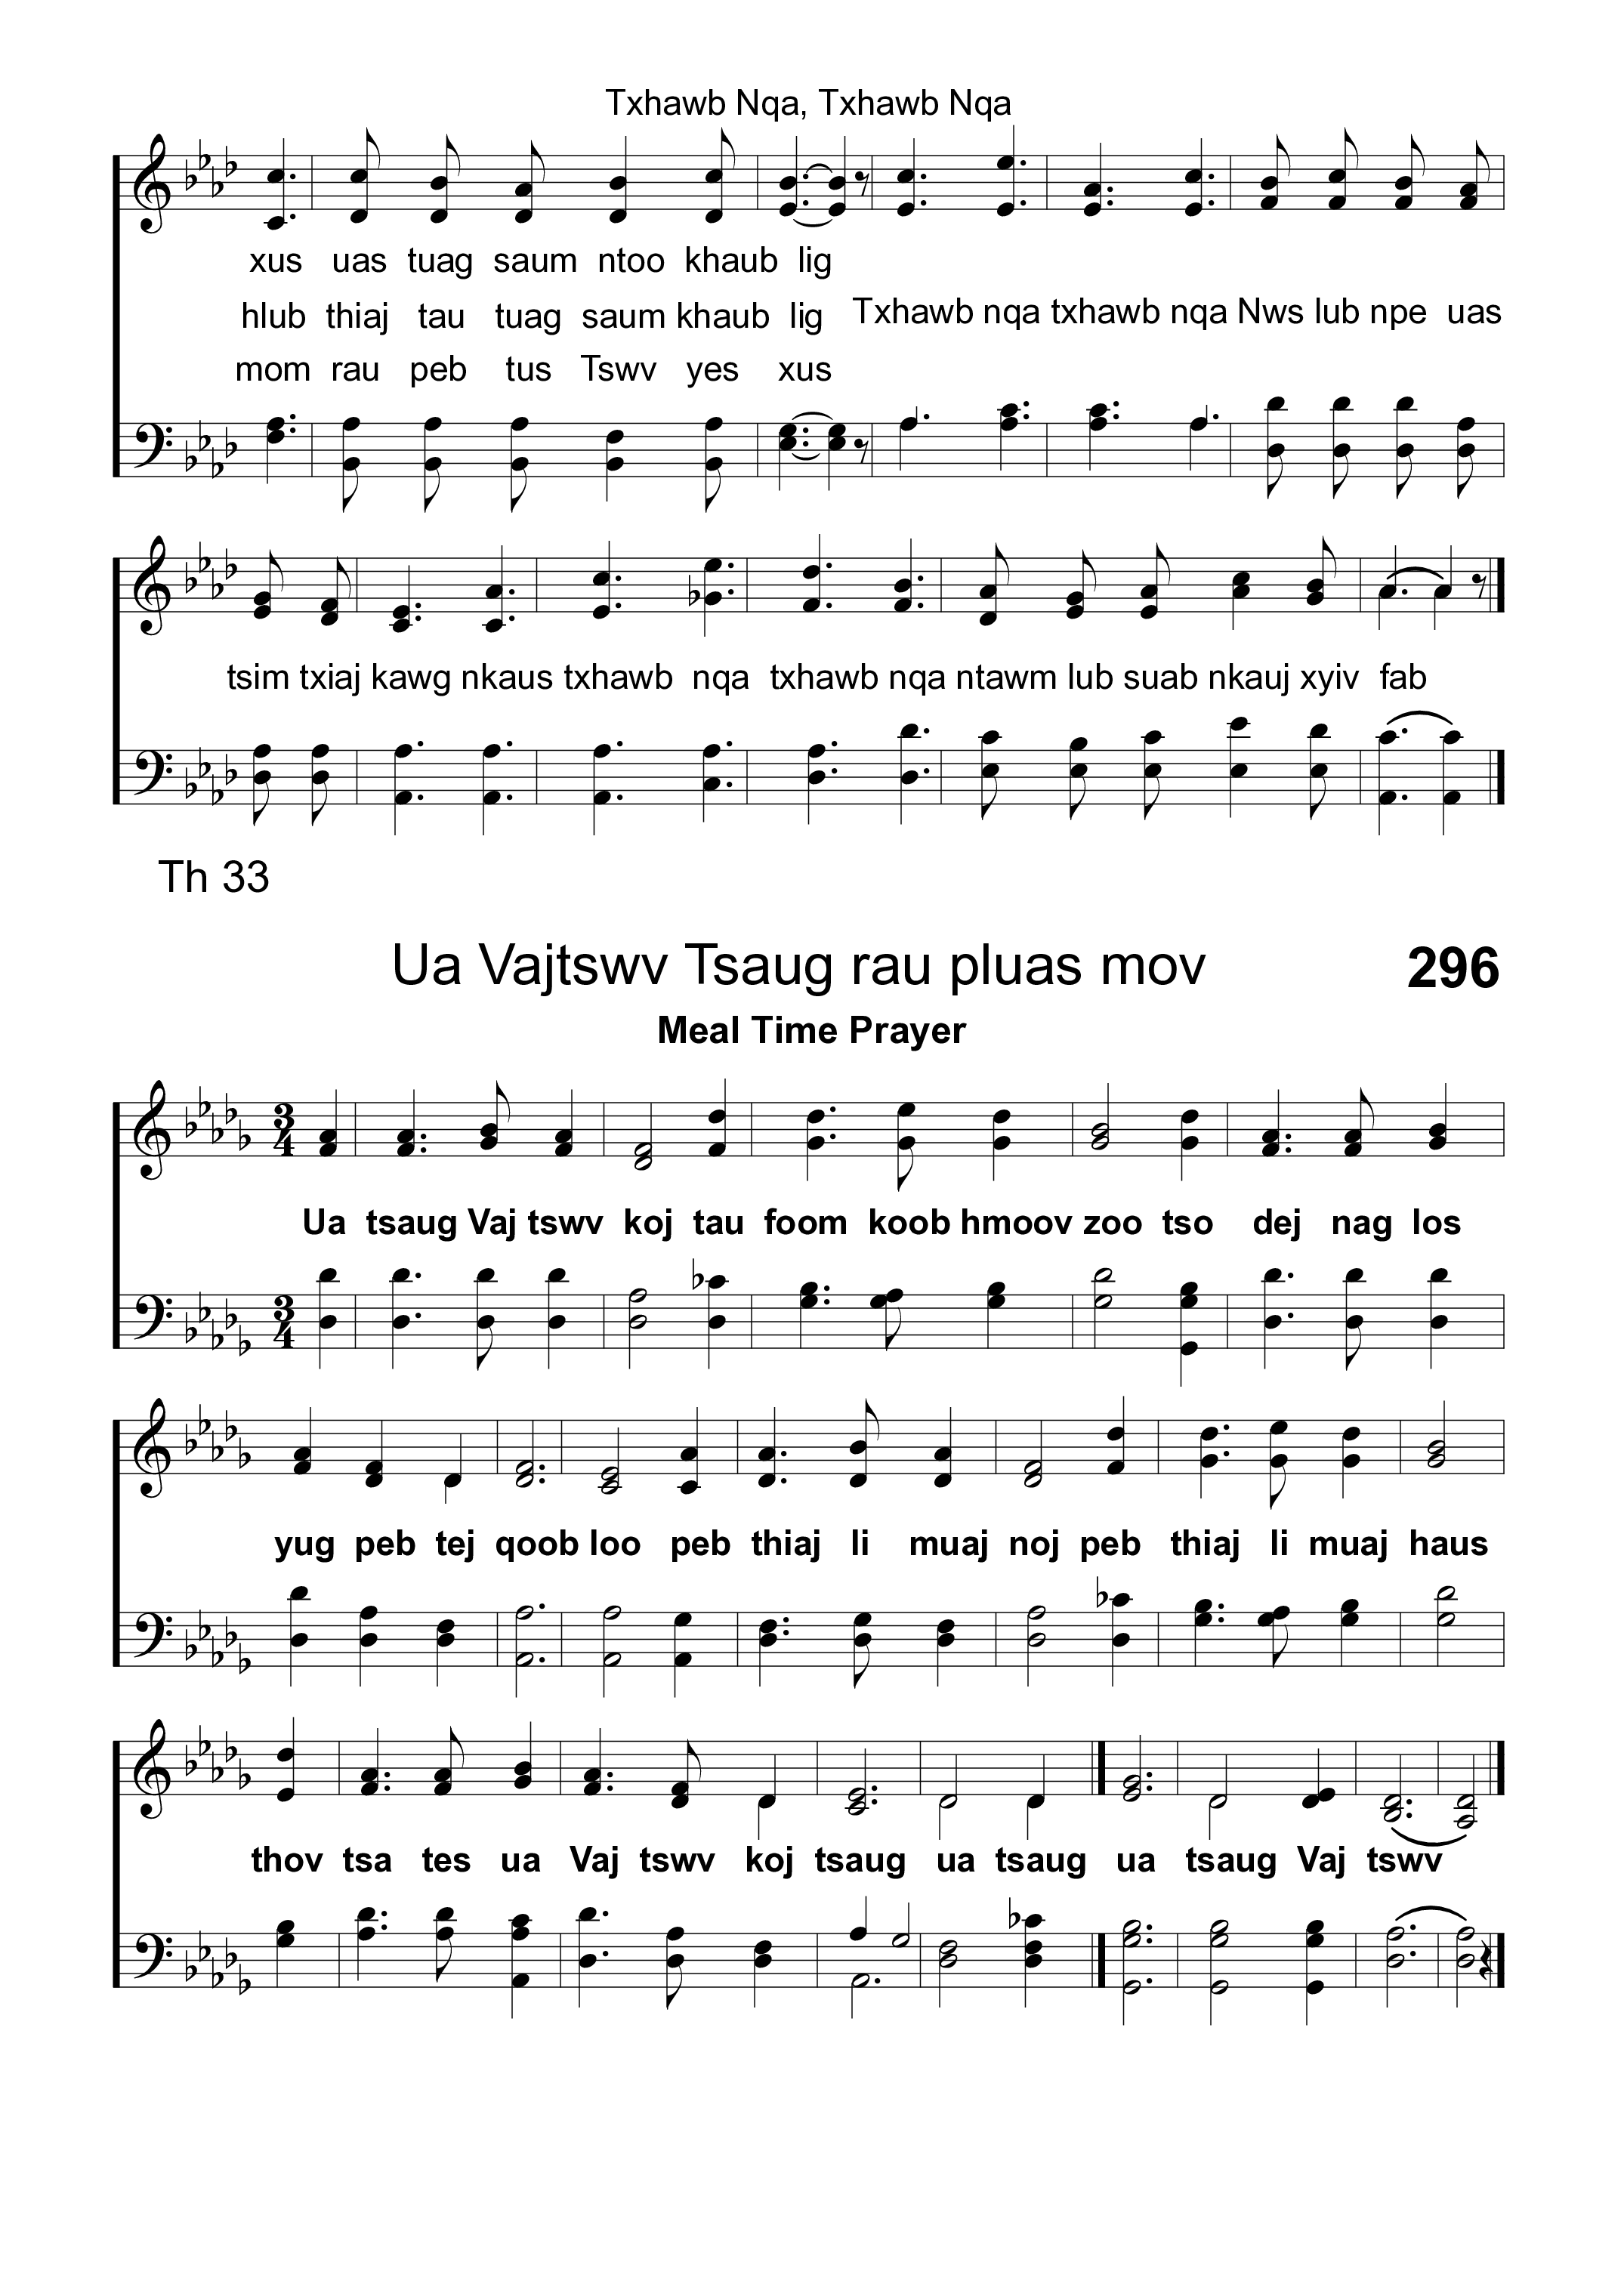 Txhawb Nqa, Txhawb Nqa
xus uas tuag saum ntoo khaub lig
hlub thiaj tau tuag saum khaub lig Txhawb nqa txhawb nqa Nws lub npe uas
mom rau peb tus Tswv yes xus
tsim txiaj kawg nkaus txhawb nqa txhawb nqa ntawm lub suab nkauj xyiv fab
Th 33
Ua Vajtswv Tsaug rau pluas mov 296
Meal Time Prayer
3
4
Ua tsaug Vaj tswv koj tau foom koob hmoov zoo tso dej nag los
3
4
yug peb tej qoob loo peb thiaj li muaj noj peb thiaj li muaj haus
thov tsa tes ua Vaj tswv koj tsaug ua tsaug ua tsaug Vaj tswv